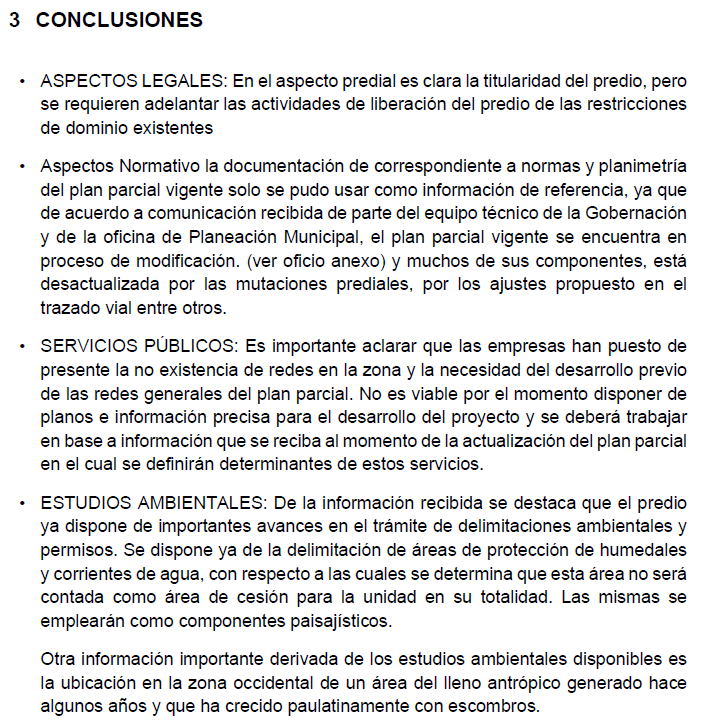 3 CONCLUSIONES
• ASPECTOS LEGALES: En el aspecto predial es clara la titularidad del predio, pero
se requieren adelantar las actividades de liberación del predio de las restricciones
de dominio existentes
• Aspectos Normativo la documentación de correspondiente a normas y planimetría
del plan parcial vigente solo se pudo usar como información de referencia, ya que
de acuerdo a comunicación recibida de parte del equipo técnico de la Gobernación
y de la oficina de Planeación Municipal, el plan parcial vigente se encuentra en
proceso de modificación. (ver oficio anexo) y muchos de sus componentes, está
desactualizada por las mutaciones prediales, por los ajustes propuesto en el
trazado vial entre otros.
• SERVICIOS PÚBLICOS: Es importante aclarar que las empresas han puesto de
presente la no existencia de redes en la zona y la necesidad del desarrollo previo
de las redes generales del plan parcial. No es viable por el momento disponer de
planos e información precisa para el desarrollo del proyecto y se deberá trabajar
en base a información que se reciba al momento de la actualización del plan parcial
en el cual se definirán determinantes de estos servicios.
• ESTUDIOS AMBIENTALES: De la información recibida se destaca que el predio
ya dispone de importantes avances en el trámite de delimitaciones ambientales y
permisos. Se dispone ya de la delimitación de áreas de protección de humedales
y corrientes de agua, con respecto a las cuales se determina que esta área no será
contada como área de cesión para la unidad en su totalidad. Las mismas se
emplearán como componentes paisajísticos.
Otra información importante derivada de los estudios ambientales disponibles es
la ubicación en la zona occidental de un área del lleno antrópico generado hace
algunos años y que ha crecido paulatinamente con escombros.